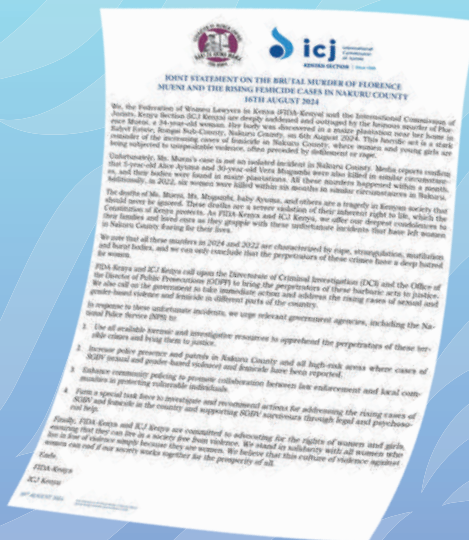 icj
International
Commission
of Jurists
KENYAN SECTION
JOINT STATEMENT ON THE BRUTAL MURDER OF FLORENCE
MUENI AND THE RISING FEMICIDE CASES IN NAKURU COUNTY
16TH AUGUST 2024
We, the Federation of Women Lawyers in Kenya (FIDA-Kenya) and the International Commission of
Jurists, Kenya Section (ICJ Kenya) are deeply saddened and outraged by the heinous murder of Flo-
rence Mueni, a 34-year-old woman. Her body was discovered in a maize plantation near her home in
Estate, Rongai Sub-County, Nakuru County, on 6th August 2024. This horrific act is a stark
reminder of the increasing cases of femicide in Nakuru County, where women and young girls are
being subjected to unspeakable violence, often preceded by defilement or rape.
Unfortunately, Ms. Mueni's case is not an isolated incident in Nakuru County. Media reports confirm
that 5-year-old Alice Ayuma and 30-year-old Vera Mugambi were also killed in similar circumstanc-
es, and their bodies were found in maize plantations. All these murders happened within a month.
Additionally, in 2022, six women were killed within six months in similar circumstances in Nakuru.
The deaths of Ms. Mueni, Ms. Mugambi, baby Ayuma, and others are a tragedy in Kenyan society that
should never be ignored. These deaths are a severe violation of their inherent right to life, which the
Constitution of Kenya protects. As FIDA-Kenya and ICJ Kenya, we offer our deepest condolences to
their families and loved ones as they grapple with these unfortunate incidents that have left women
in Nakuru County fearing for their lives.
We note that all these murders in 2024 and 2022 are characterized by rape, strangulation, mutilation
and burnt bodies, and we can only conclude that the perpetrators of these crimes have a deep hatred
for women.
FIDA-Kenya and ICJ Kenya call upon the Directorate of Criminal Investigation (DCI) and the Office of
the Director of Public Prosecutions (ODPP) to bring the perpetrators of these barbaric acts to justice.
We also call on the government to take immediate action and address the rising cases of sexual and
gender-based violence and femicide in different parts of the country.
In response to these unfortunate incidents, we urge relevant government agencies, including the Na-
tional Police Service (NPS) to:
1. Use all available forensic and investigative resources to apprehend the perpetrators of these ter-
rible crimes and bring them to justice.
2. Increase police presence and patrols in Nakuru County and all high-risk areas where cases of
SGBV (sexual and gender-based violence) and femicide have been reported.
3. Enhance community policing to promote collaboration between law enforcement and local com-
munities in protecting vulnerable individuals.
4. Form a special task force to investigate and recommend actions for addressing the rising cases of
SGBV and femicide in the country and supporting SGBV survivors through legal and psychoso-
cial help.
Finally, FIDA-Kenya and ICJ Kenya are committed to advocating for the rights of women and girls,
ensuring that they can live in a society free from violence. We stand in solidarity with all women who
live in fear of violence simply because they are women. We believe that this culture of violence against
women can end if our society works together for the prosperity of all.
Ends.
FIDA-Kenya
ICJ Kenya
16th AUGUST 2024